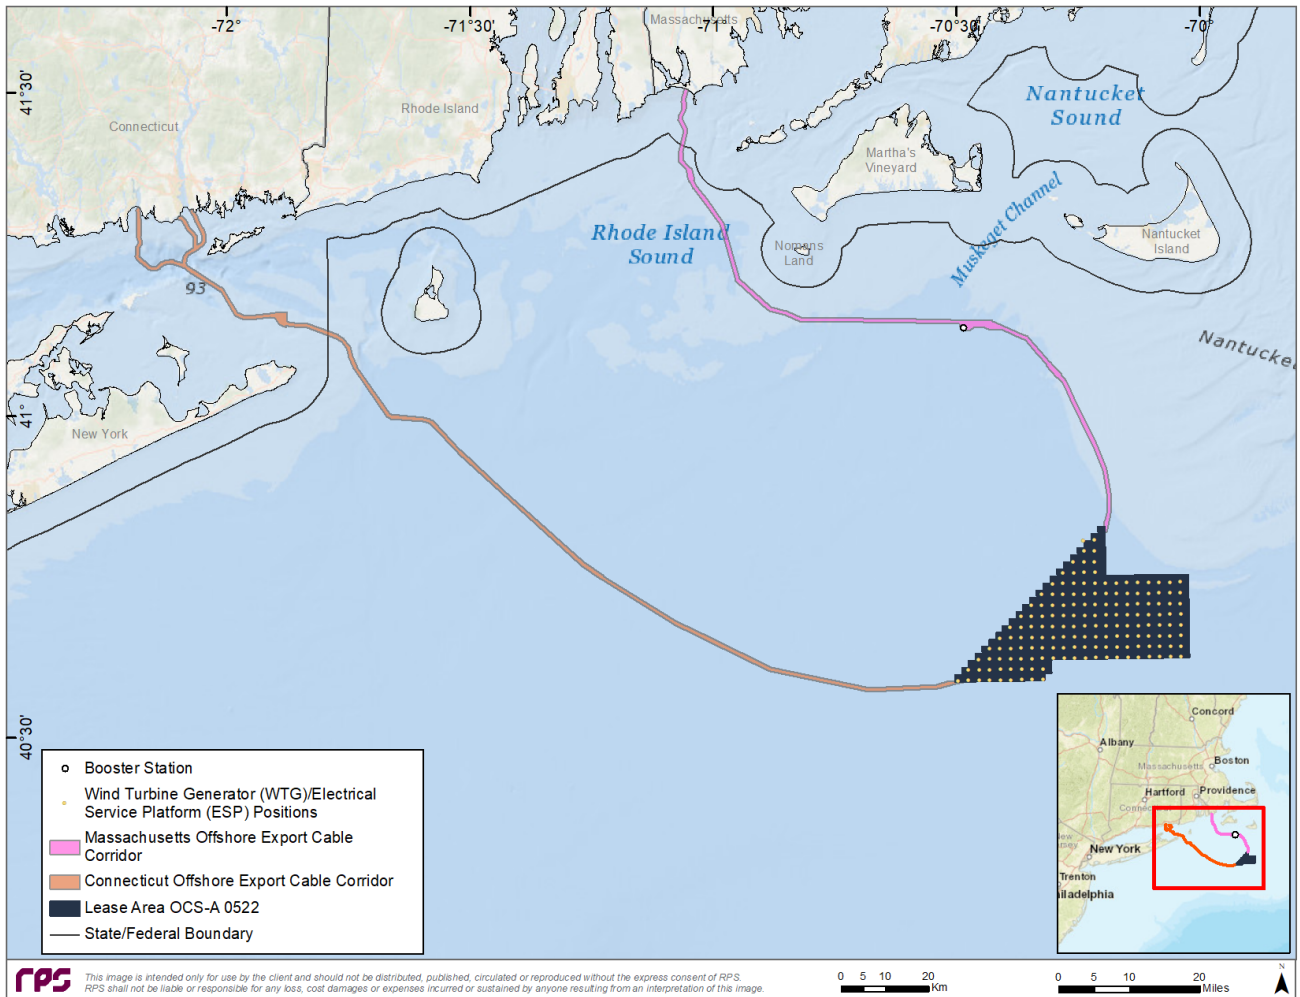 -72°
-71°30'
-71°
-70°30'
-70°
Massachusetts
41°30'
Nantucket
Sound
Rhode Island
Connecticut
Martha's
Vineyard
Muskeget Channel
Rhode Island
Sound
Nomans
Land
Nantucket
Island
93
Nantucke
41°
New York
40°30'
Booster Station
Wind Turbine Generator (WTG)/Electrical
Service Platform (ESP) Positions
Massachusetts Offshore Export Cable
Corridor
Connecticut Offshore Export Cable Corridor
Lease Area OCS-A 0522
State/Federal Boundary
Concord
Albany
Boston
Massachusetts
Hartford
Providence
New York
Trenton
iladelphia
RPS
This image is intended only for use by the client and should not be distributed, published, circulated or reproduced without the express consent of RPS.
RPS shall not be liable or responsible for any loss, cost damages or expenses incurred or sustained by anyone resulting from an interpretation of this image.
0 5 10 20
Km
0 5 10 20
Miles
N